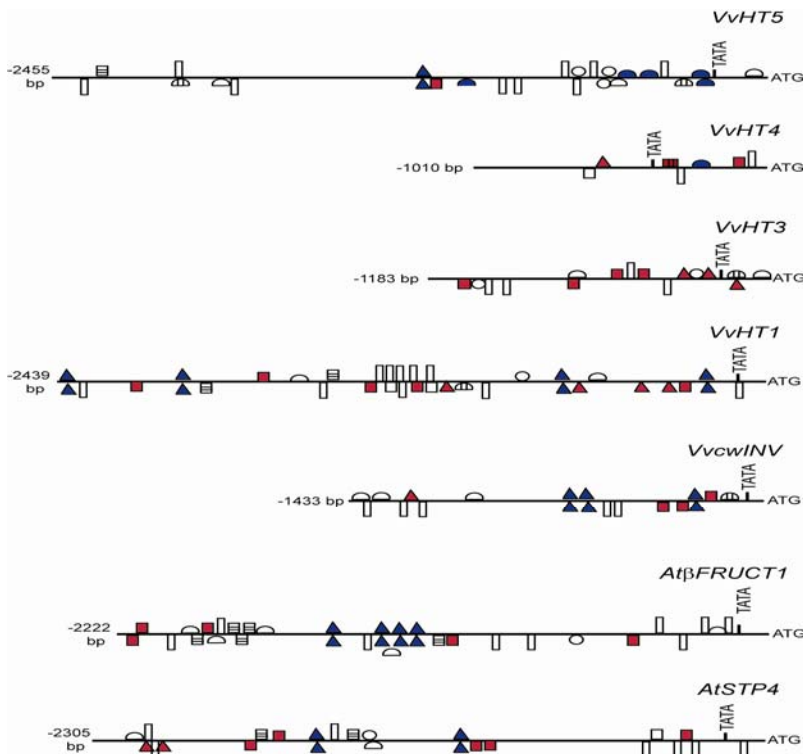 VvHT5
TATA
-2455
bp
ATG
VvHT4
TATA
-1010 bp
ATG
VvHT3
TATA
-1183 bp
ATG
VvHT1
TATA
-2439
bp
ATG
VvcwINV
TATA
-1433 bp
ATG
AtβFRUCT1
TATA
-2222
bp
ATG
AtSTP4
TATA
-2305
bp
ATG